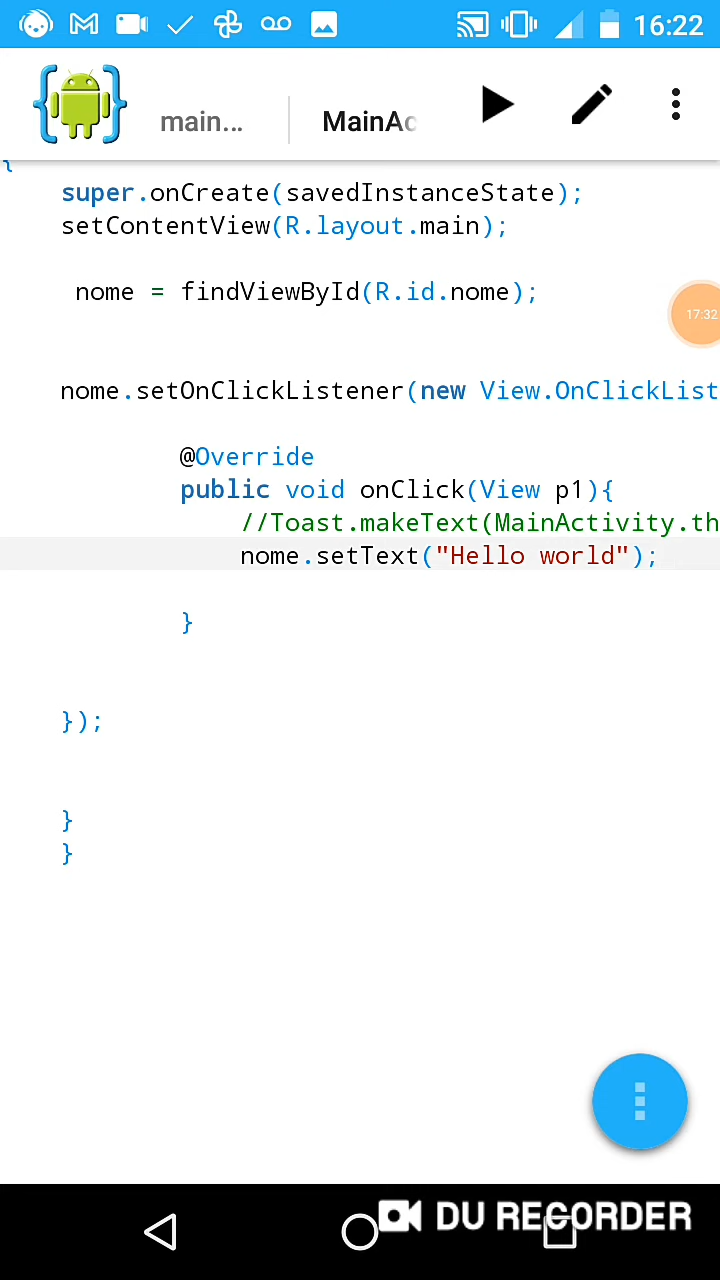 16:22
main...
MainAc
{
super.onCreate(savedInstanceState);
setContentView(R.layout.main);
nome = findViewById(R.id.nome);
17:32
nome.setOnClickListener(new View.OnClickList
@Override
public void onClick(View p1){
//Toast.makeText(MainActivity.th
nome.setText("Hello world");
}
});
}
}
DU RECORDER